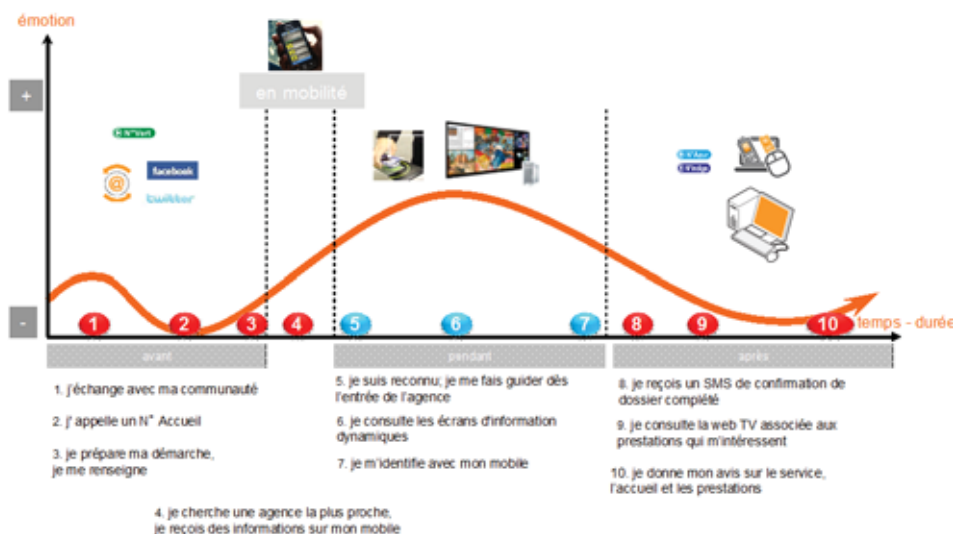 émotion
+
en mobilité
N°Vert
facebook
@
twitter
N°Azur
N°Indigo
-
1
2
3
4
5
6
7
8
9
10
temps - durée
avant
pendant
après
1. j'échange avec ma communauté
2. j' appelle un N° Accueil
3. je prépare ma démarche,
je me renseigne
4. je cherche une agence la plus proche,
je reçois des informations sur mon mobile
5. je suis reconnu; je me fais guider dès
l'entrée de l'agence
6. je consulte les écrans d'information
dynamiques
7. je m'identifie avec mon mobile
8. je reçois un SMS de confirmation de
dossier complété
9. je consulte la web TV associée aux
prestations qui m'intéressent
10. je donne mon avis sur le service,
l'accueil et les prestations